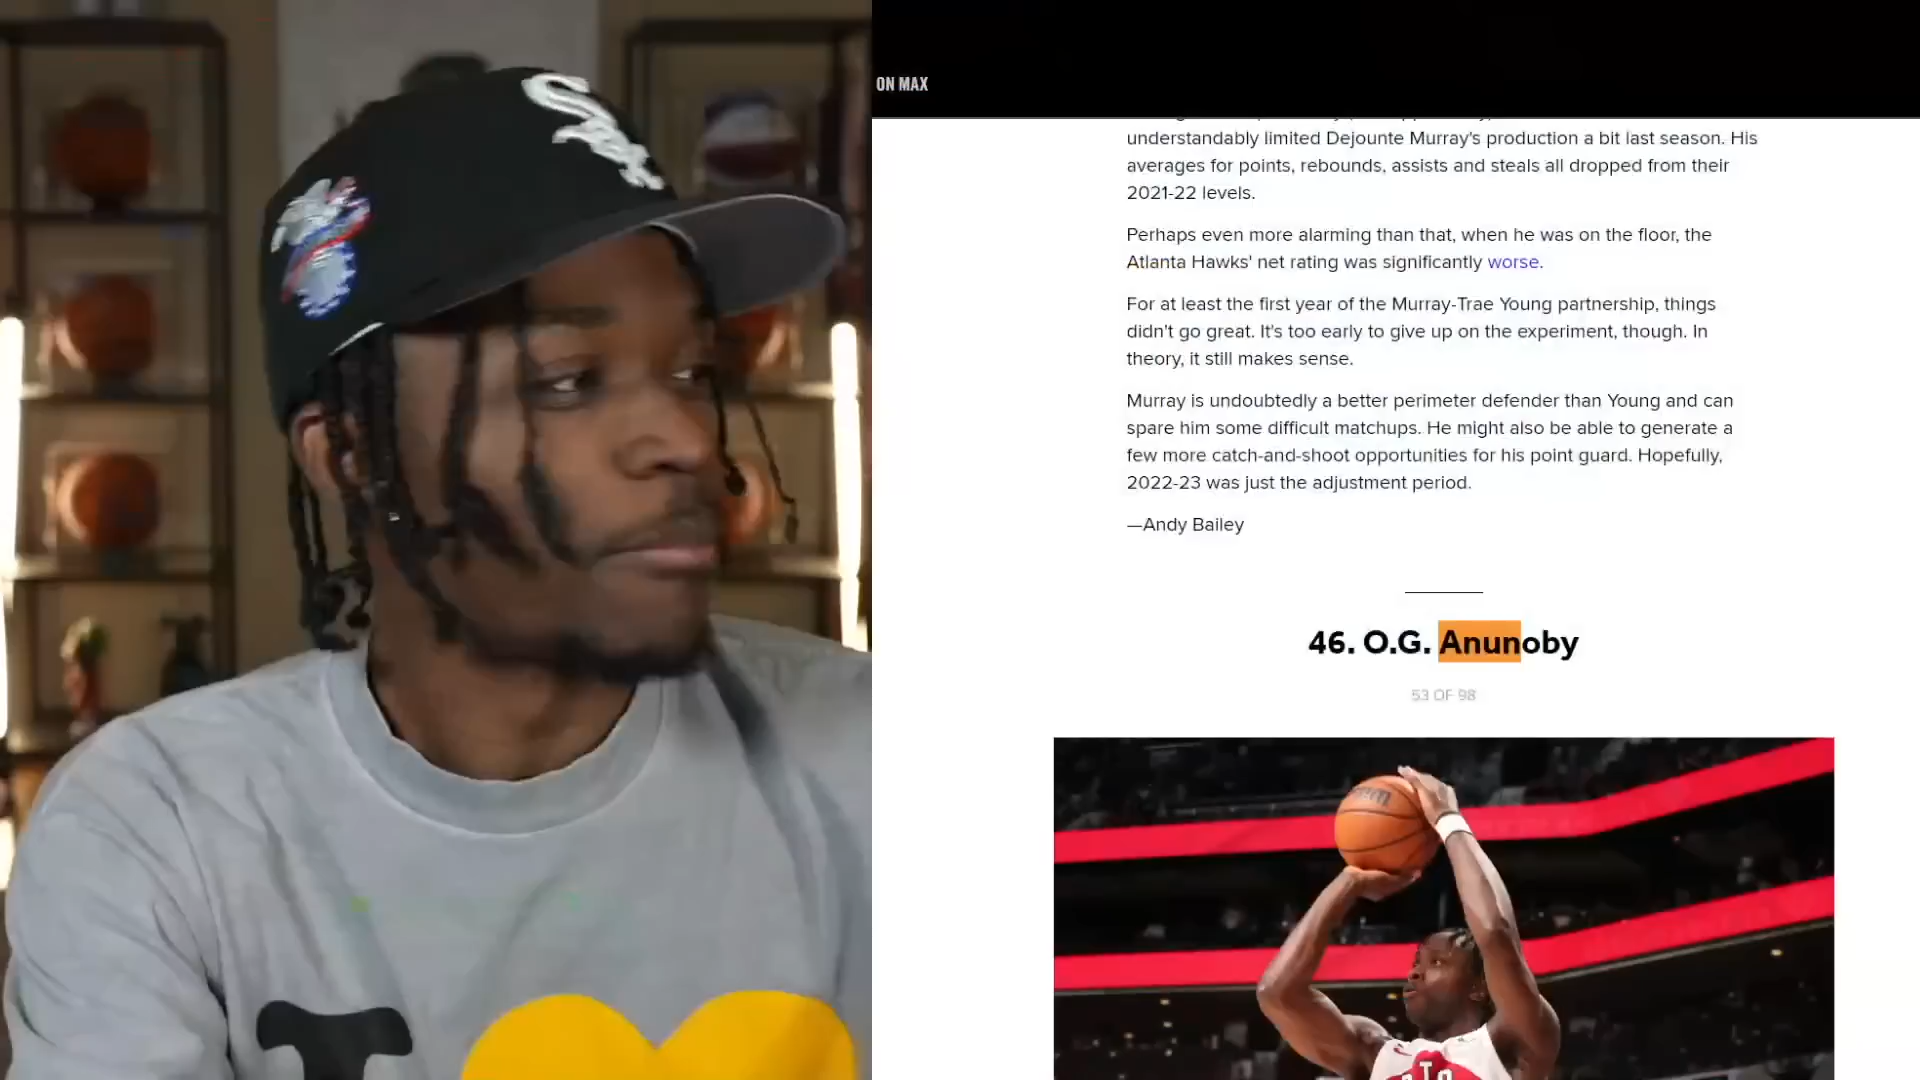 Sox
ON MAX
understandably limited Dejounte Murray's production a bit last season. His
averages for points, rebounds, assists and steals all dropped from their
2021-22 levels.
Perhaps even more alarming than that, when he was on the floor, the
Atlanta Hawks' net rating was significantly worse.
For at least the first year of the Murray-Trae Young partnership, things
didn't go great. It's too early to give up on the experiment, though. In
theory, it still makes sense.
Murray is undoubtedly a better perimeter defender than Young and can
spare him some difficult matchups. He might also be able to generate a
few more catch-and-shoot opportunities for his point guard. Hopefully,
2022-23 was just the adjustment period.
—Andy Bailey
46. O.G. Anunoby
53 OF 98
I